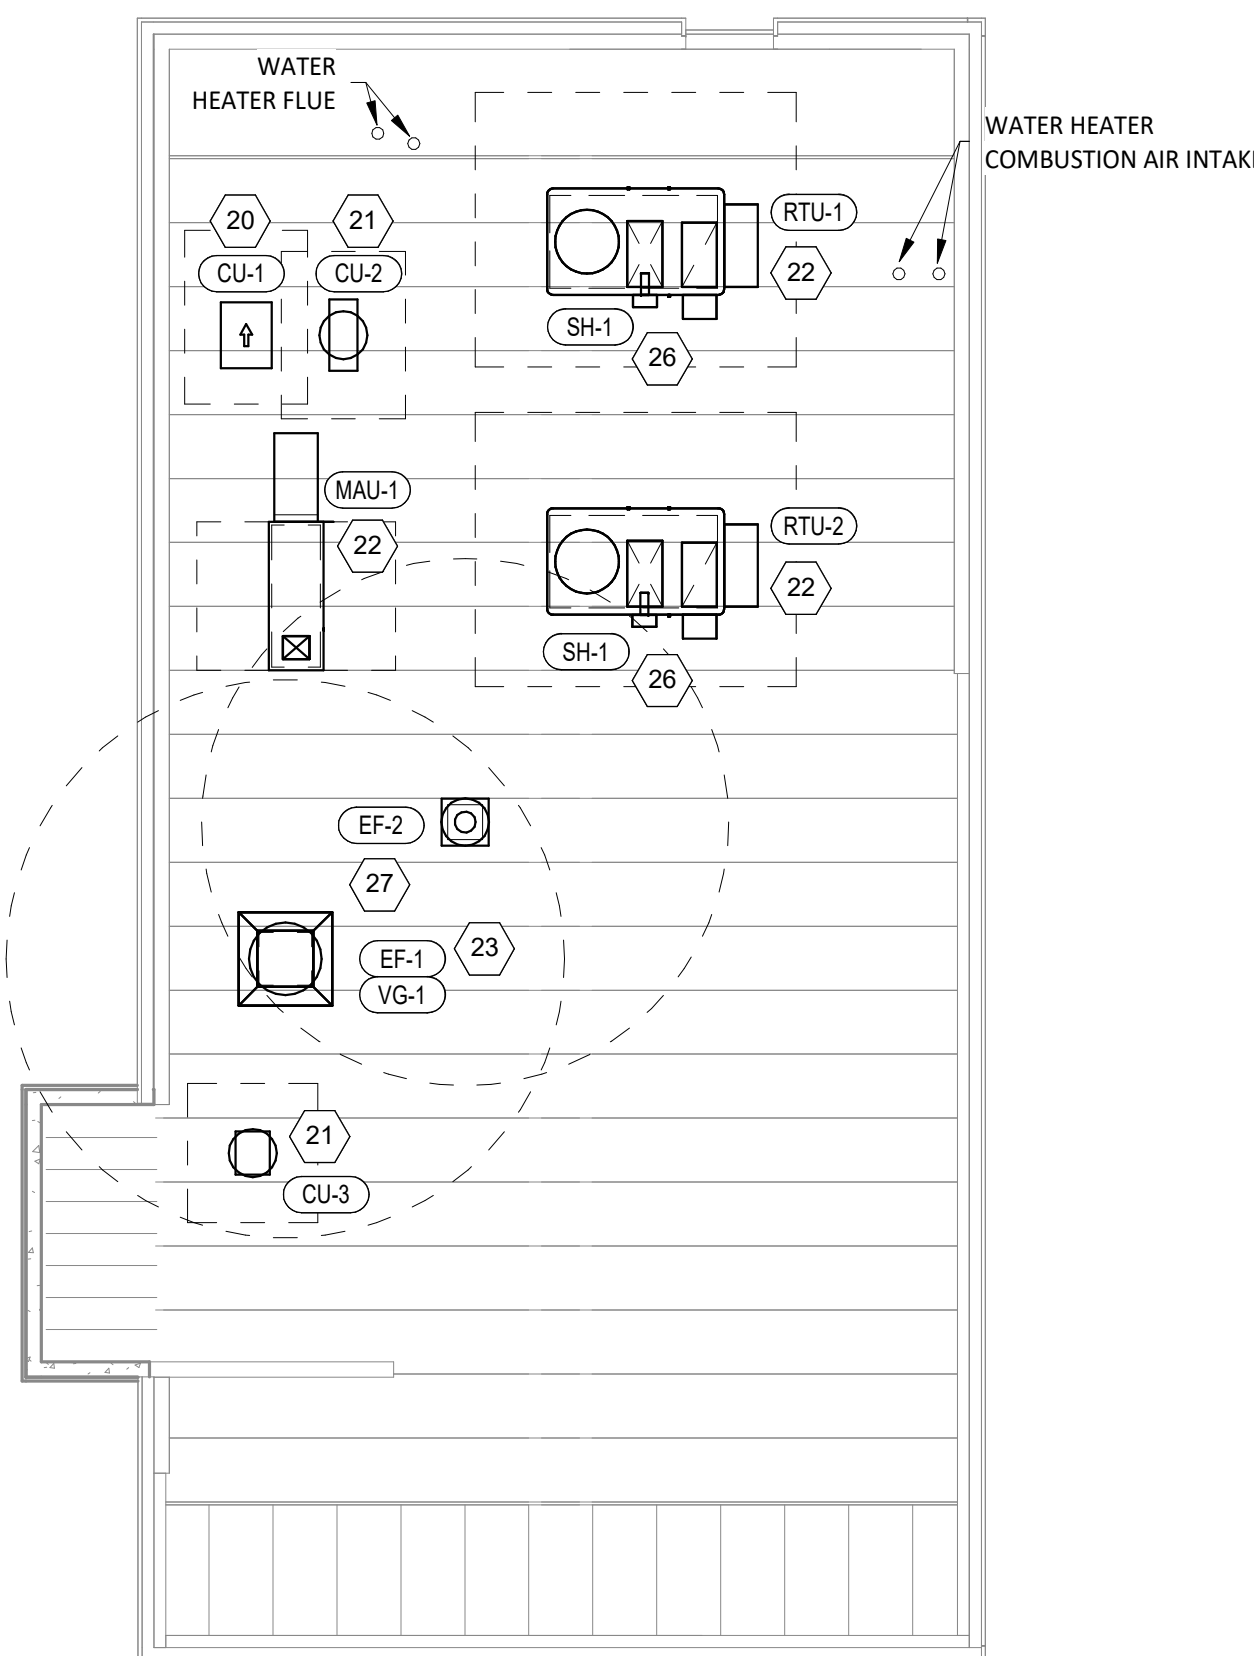 WATER
HEATER FLUE
WATER HEATER
COMBUSTION AIR INTAK
20
21
CU-1
CU-2
RTU-1
22
SH-1
26
MAU-1
22
RTU-2
22
SH-1
26
EF-2
27
23
EF-1
VG-1
21
CU-3